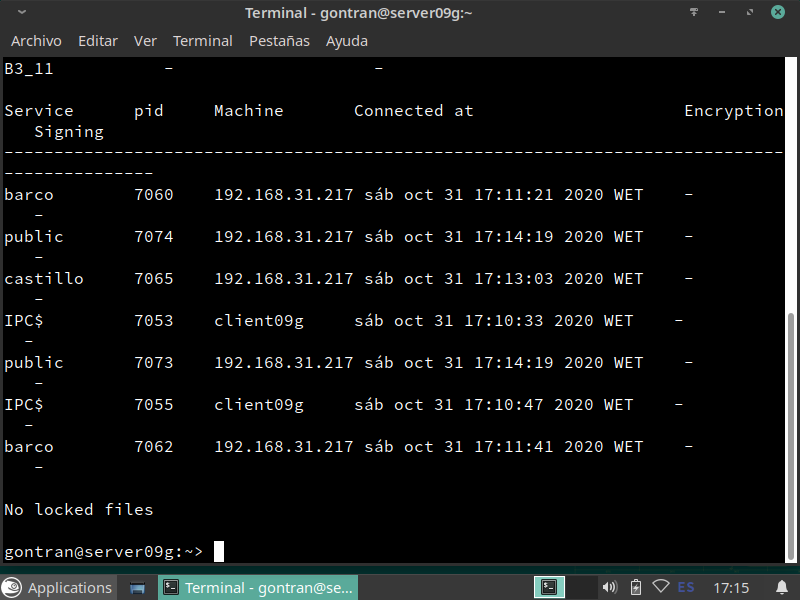 Terminal - gontran@server09g:~
Archivo Editar Ver Terminal Pestañas Ayuda
B3_11 - -
Service pid Machine Connected at Encryption
Signing
------------------------------------------------------------------------------
---------------
barco 7060 192.168.31.217 sáb oct 31 17:11:21 2020 WET -
-
public 7074 192.168.31.217 sáb oct 31 17:14:19 2020 WET -
-
castillo 7065 192.168.31.217 sáb oct 31 17:13:03 2020 WET -
-
IPC$ 7053 client09g sáb oct 31 17:10:33 2020 WET -
-
public 7073 192.168.31.217 sáb oct 31 17:14:19 2020 WET -
-
IPC$ 7055 client09g sáb oct 31 17:10:47 2020 WET -
-
barco 7062 192.168.31.217 sáb oct 31 17:11:41 2020 WET -
-
No locked files
gontran@server09g:~>
Applications Terminal - gontran@se... ES 17:15